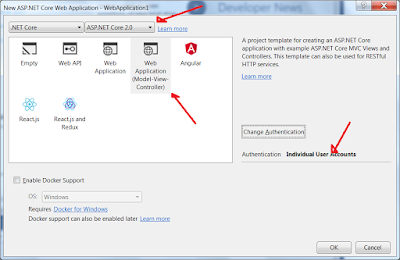 New ASP.NET Core Web Application - WebApplication1
.NET Core
ASP.NET Core 2.0
Learn more
Empty
Web API
Web
Application
Web
Application
(Model-View-
Controller)
Angular
React.js
React.js and
Redux
A project template for creating an ASP.NET Core
application with example ASP.NET Core MVC Views and
Controllers. This template can also be used for RESTful
HTTP services.
Learn more
Change Authentication
Authentication Individual User Accounts
Enable Docker Support
OS: Windows
Requires Docker for Windows
Docker support can also be enabled later Learn more
OK
Cancel